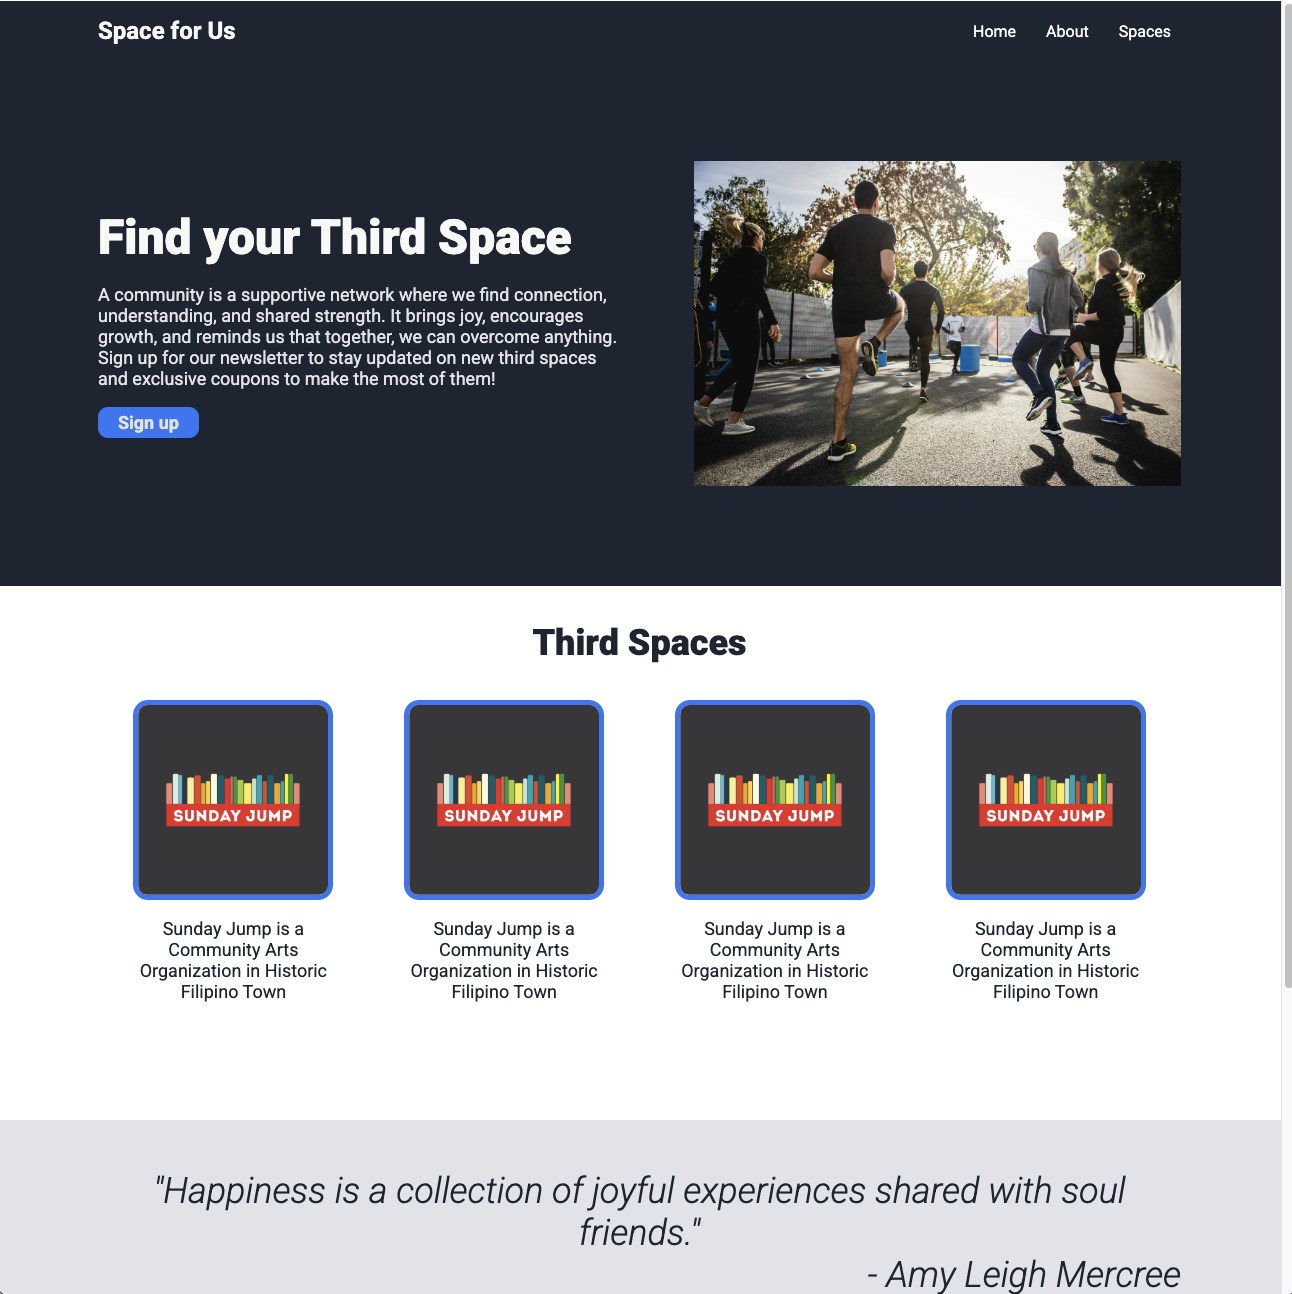 Space for Us
Home About Spaces
Find your Third Space
A community is a supportive network where we find connection,
understanding, and shared strength. It brings joy, encourages
growth, and reminds us that together, we can overcome anything.
Sign up for our newsletter to stay updated on new third spaces
and exclusive coupons to make the most of them!
Sign up
Third Spaces
SUNDAY JUMP
Sunday Jump is a
Community Arts
Organization in Historic
Filipino Town
SUNDAY JUMP
Sunday Jump is a
Community Arts
Organization in Historic
Filipino Town
SUNDAY JUMP
Sunday Jump is a
Community Arts
Organization in Historic
Filipino Town
SUNDAY JUMP
Sunday Jump is a
Community Arts
Organization in Historic
Filipino Town
"Happiness is a collection of joyful experiences shared with soul
friends."
- Amy Leigh Mercree